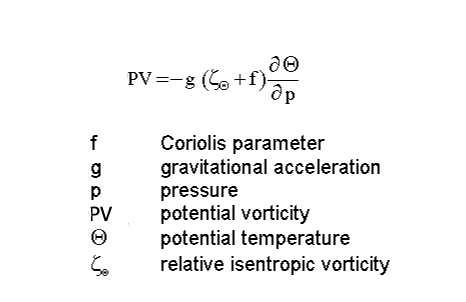 PV = −g (ζ_Θ + f) ∂Θ/∂p
f Coriolis parameter
g gravitational acceleration
p pressure
PV potential vorticity
Θ potential temperature
ζ_Θ relative isentropic vorticity